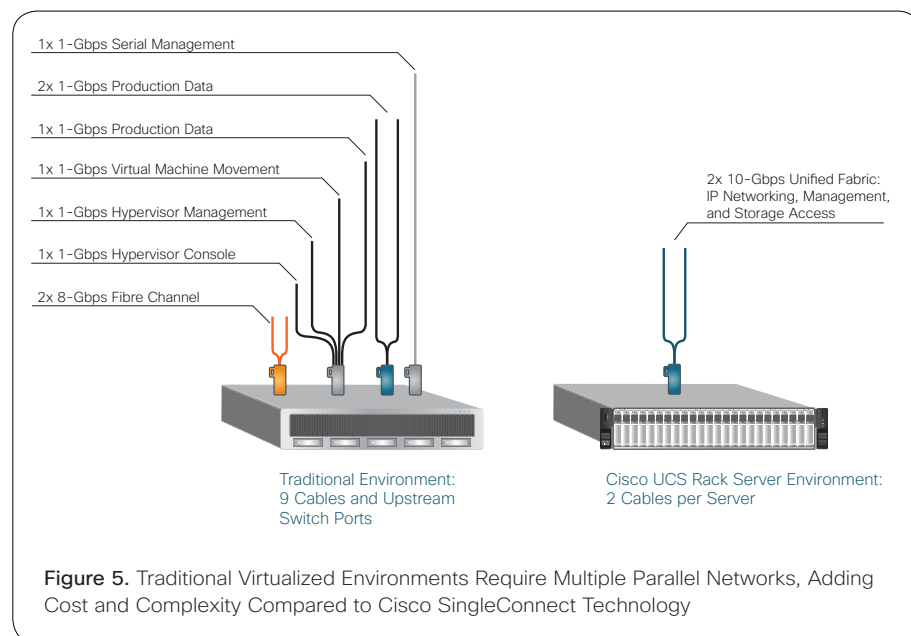 1x 1-Gbps Serial Management
2x 1-Gbps Production Data
1x 1-Gbps Production Data
1x 1-Gbps Virtual Machine Movement
1x 1-Gbps Hypervisor Management
1x 1-Gbps Hypervisor Console
2x 8-Gbps Fibre Channel
2x 10-Gbps Unified Fabric:
IP Networking, Management,
and Storage Access
Traditional Environment:
9 Cables and Upstream
Switch Ports
Cisco UCS Rack Server Environment:
2 Cables per Server
Figure 5. Traditional Virtualized Environments Require Multiple Parallel Networks, Adding
Cost and Complexity Compared to Cisco SingleConnect Technology